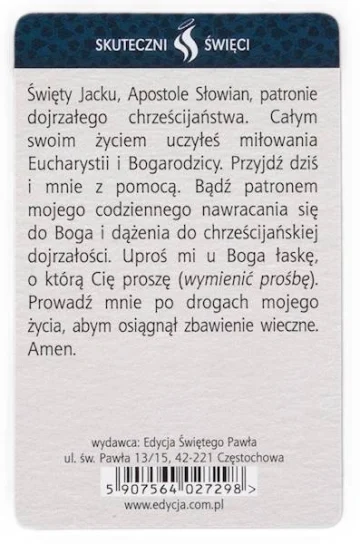 SKUTECZNI ŚWIĘCI
Święty Jacku, Apostole Słowian, patronie
dojrzałego chrześcijaństwa. Całym
swoim życiem uczyłeś miłowania
Eucharystii i Bogarodzicy. Przyjdź dziś
i mnie z pomocą. Bądź patronem
mojego codziennego nawracania się
do Boga i dążenia do chrześcijańskiej
dojrzałości. Uproś mi u Boga łaskę,
o którą Cię proszę (wymienić prośbę).
Prowadź mnie po drogach mojego
życia, abym osiągnął zbawienie wieczne.
Amen.
wydawca: Edycja Świętego Pawła
ul. św. Pawła 13/15, 42-221 Częstochowa
5 907564 027298 >
www.edycja.com.pl